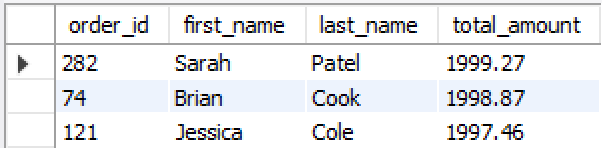 order_id first_name last_name total_amount
282 Sarah Patel 1999.27
74 Brian Cook 1998.87
121 Jessica Cole 1997.46